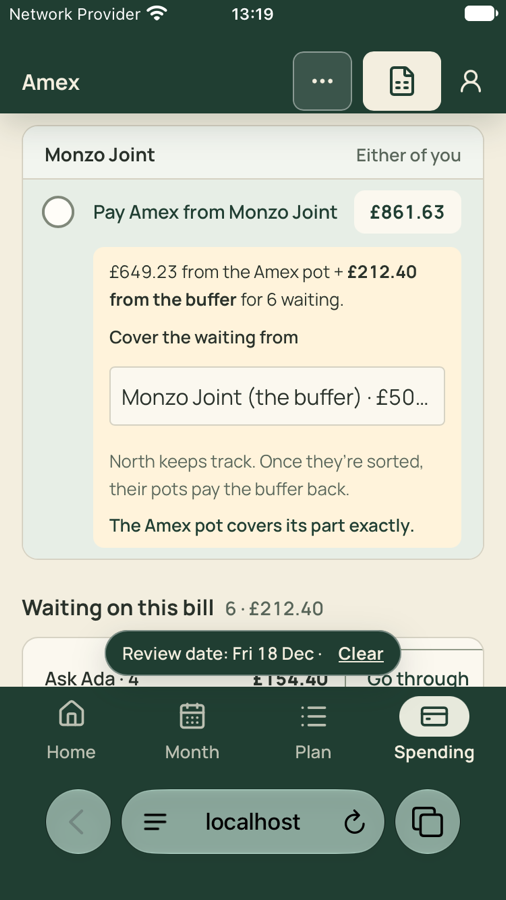 Network Provider 13:19
Amex
Monzo Joint Either of you
Pay Amex from Monzo Joint £861.63
£649.23 from the Amex pot + £212.40
from the buffer for 6 waiting.
Cover the waiting from
Monzo Joint (the buffer) · £50…
North keeps track. Once they’re sorted,
their pots pay the buffer back.
The Amex pot covers its part exactly.
Waiting on this bill 6 · £212.40
Review date: Fri 18 Dec · Clear
Ask Ada · 4 £154.40 Go through
Home Month Plan Spending
localhost